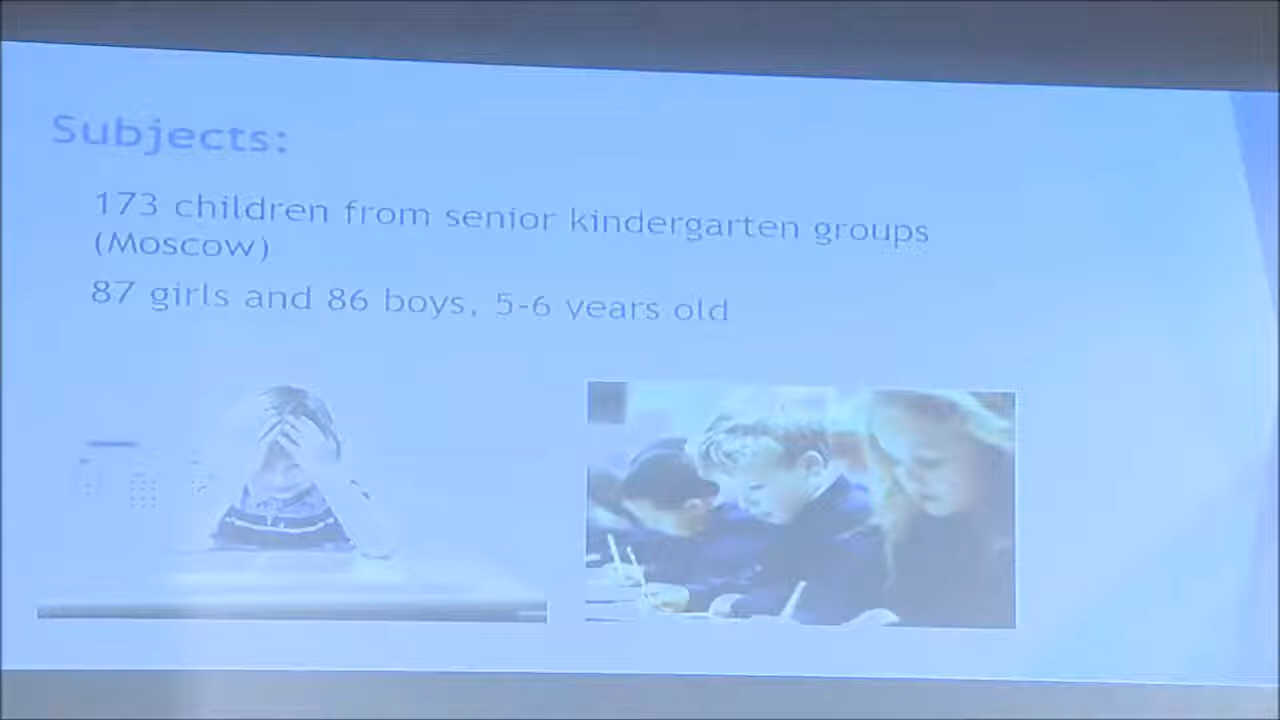 Subjects:
173 children from senior kindergarten groups
(Moscow)
87 girls and 86 boys, 5-6 years old